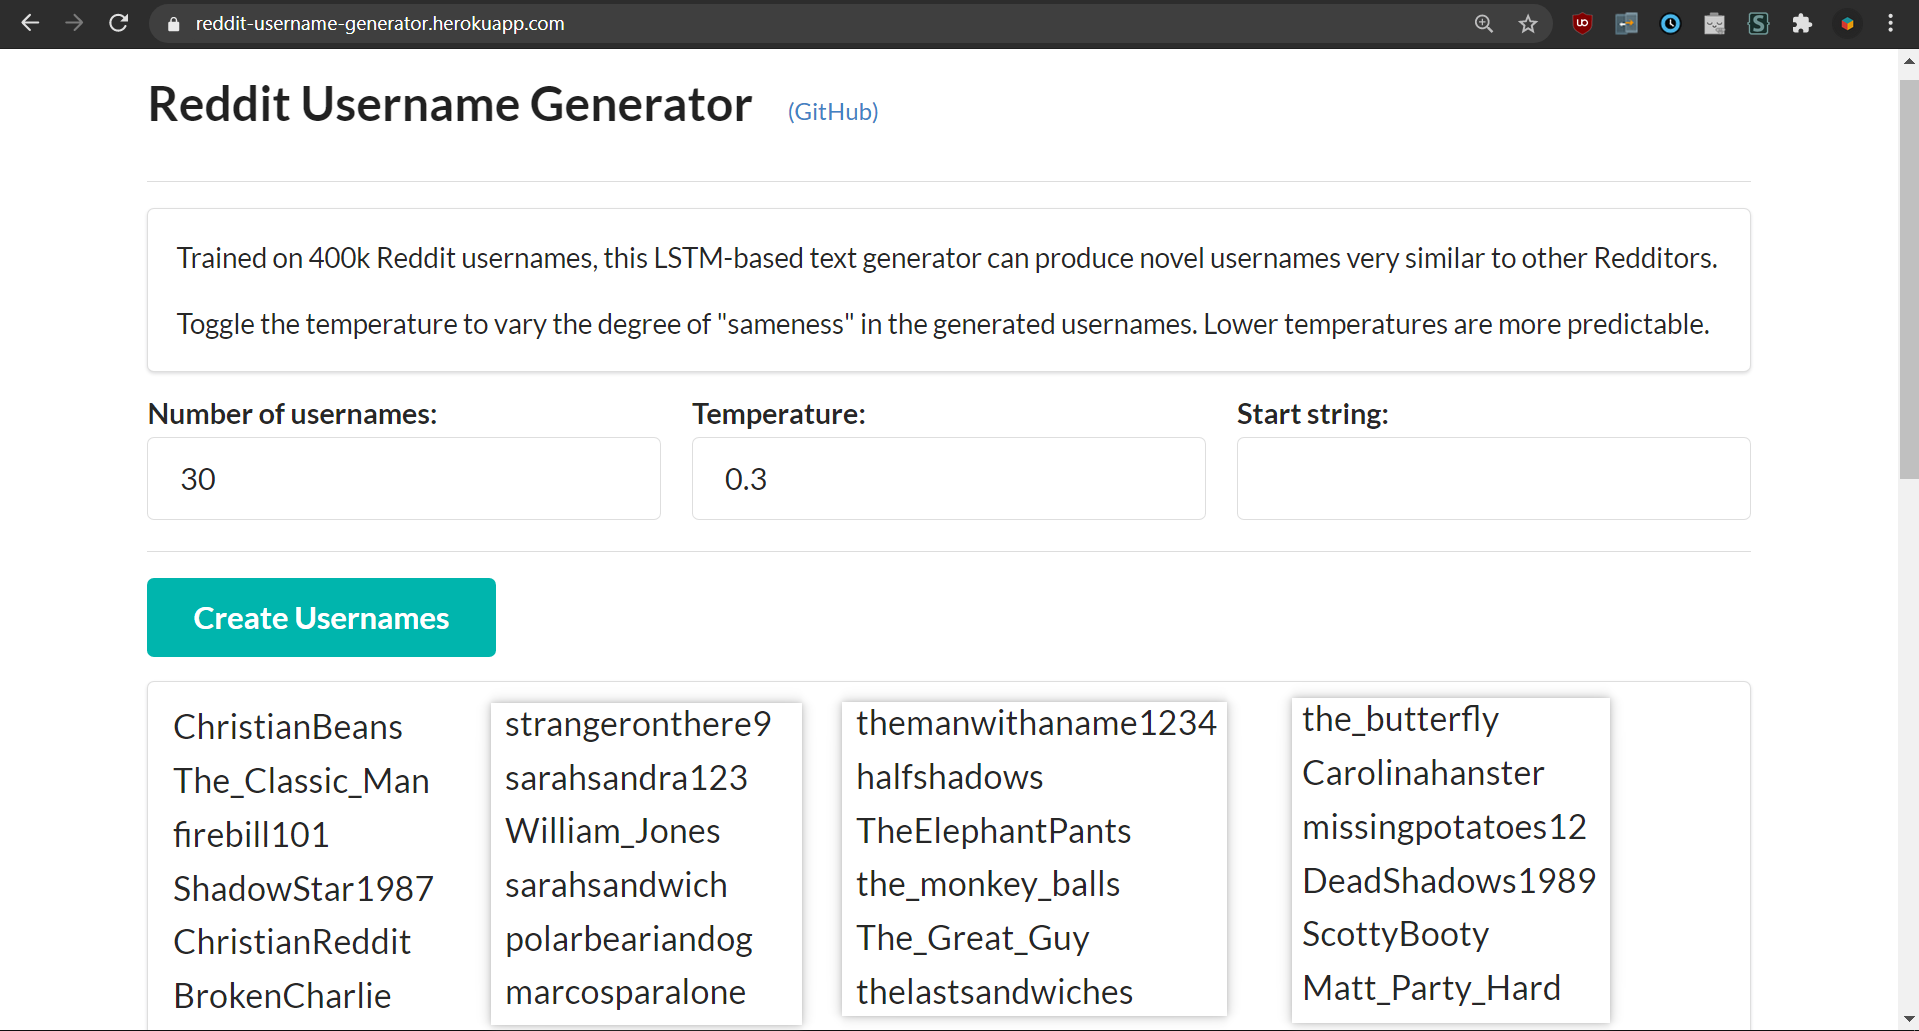 reddit-username-generator.herokuapp.com
Reddit Username Generator (GitHub)
Trained on 400k Reddit usernames, this LSTM-based text generator can produce novel usernames very similar to other Redditors.
Toggle the temperature to vary the degree of "sameness" in the generated usernames. Lower temperatures are more predictable.
Number of usernames:
30
Temperature:
0.3
Start string:
Create Usernames
ChristianBeans
The_Classic_Man
firebill101
ShadowStar1987
ChristianReddit
BrokenCharlie
strangeronthere9
sarahsandra123
William_Jones
sarahsandwich
polarbeariandog
marcosparalone
themanwithaname1234
halfshadows
TheElephantPants
the_monkey_balls
The_Great_Guy
thelastsandwiches
the_butterfly
Carolinahanster
missingpotatoes12
DeadShadows1989
ScottyBooty
Matt_Party_Hard